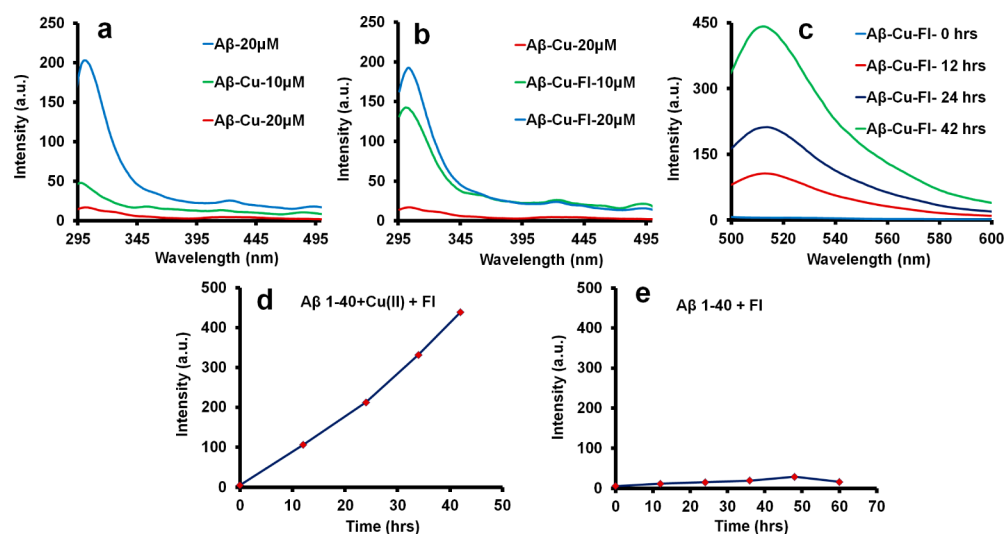 a
Aβ-20µM
Aβ-Cu-10µM
Aβ-Cu-20µM
Intensity (a.u.)
250
200
150
100
50
0
295
345
395
445
495
Wavelength (nm)
b
Aβ-Cu-20µM
Aβ-Cu-Fl-10µM
Aβ-Cu-Fl-20µM
Intensity (a.u.)
250
200
150
100
50
0
295
345
395
445
495
Wavelength (nm)
c
Aβ-Cu-Fl- 0 hrs
Aβ-Cu-Fl- 12 hrs
Aβ-Cu-Fl- 24 hrs
Aβ-Cu-Fl- 42 hrs
Intensity (a.u.)
450
300
150
0
500
520
540
560
580
600
Wavelength (nm)
d
Aβ 1-40+Cu(II) + Fl
Intensity (a.u.)
500
400
300
200
100
0
0
10
20
30
40
50
Time (hrs)
e
Aβ 1-40 + Fl
Intensity (a.u.)
500
400
300
200
100
0
0
10
20
30
40
50
60
70
Time (hrs)